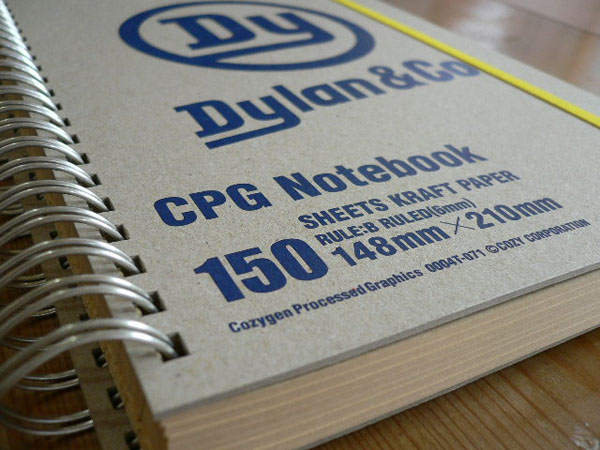 Dy
Dylan&Co
CPG Notebook
150 SHEETS KRAFT PAPER
RULE:B RULED(6mm)
148mm×210mm
Cozygen Processed Graphics 0004T-071 ©COZY CORPORATION